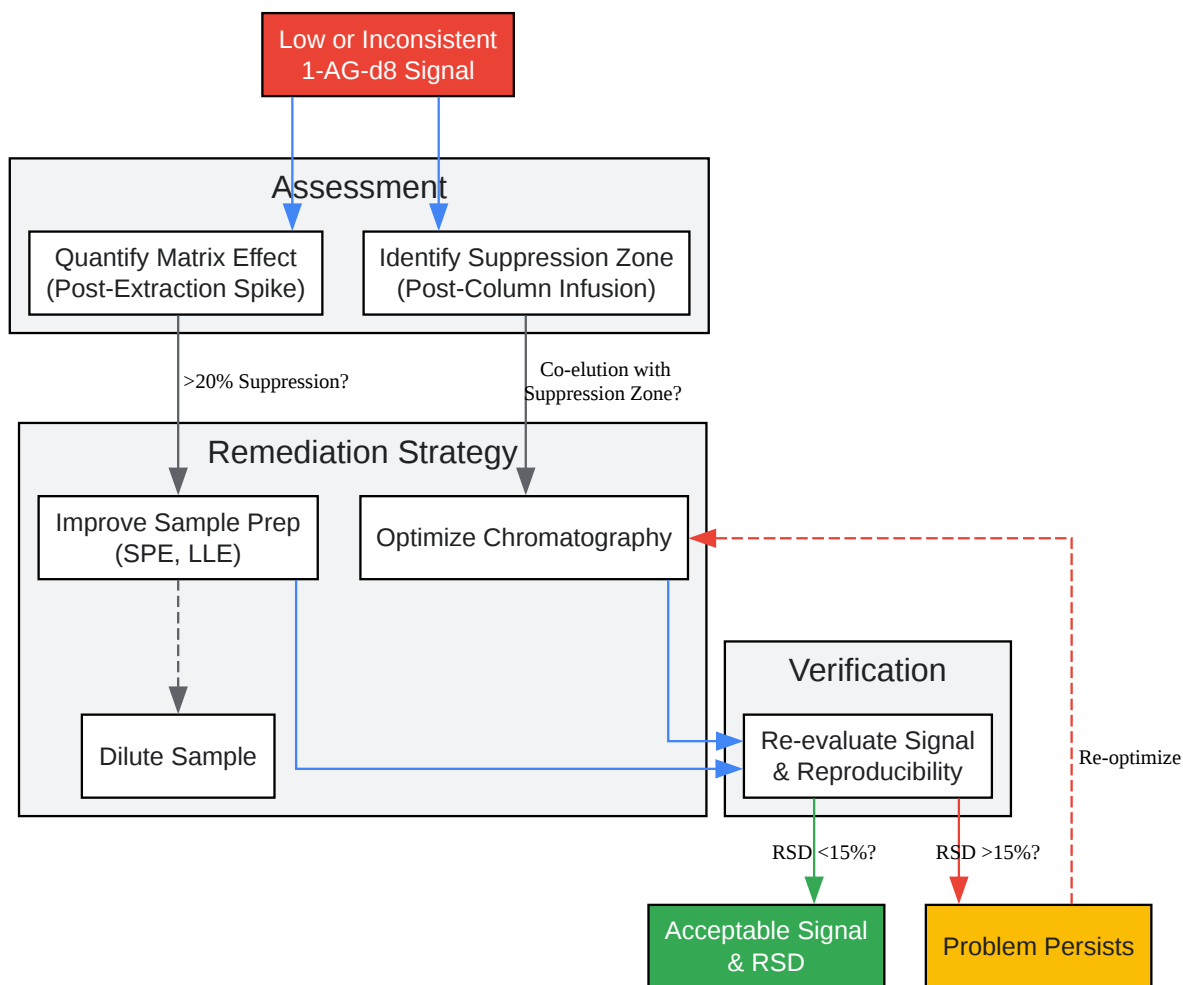 Low or Inconsistent
1-AG-d8 Signal
Assessment
Quantify Matrix Effect
(Post-Extraction Spike)
Identify Suppression Zone
(Post-Column Infusion)
>20% Suppression?
Co-elution with
Suppression Zone?
Remediation Strategy
Improve Sample Prep
(SPE, LLE)
Optimize Chromatography
Dilute Sample
Verification
Re-evaluate Signal
& Reproducibility
Re-optimize
RSD <15%?
RSD >15%?
Acceptable Signal
& RSD
Problem Persists